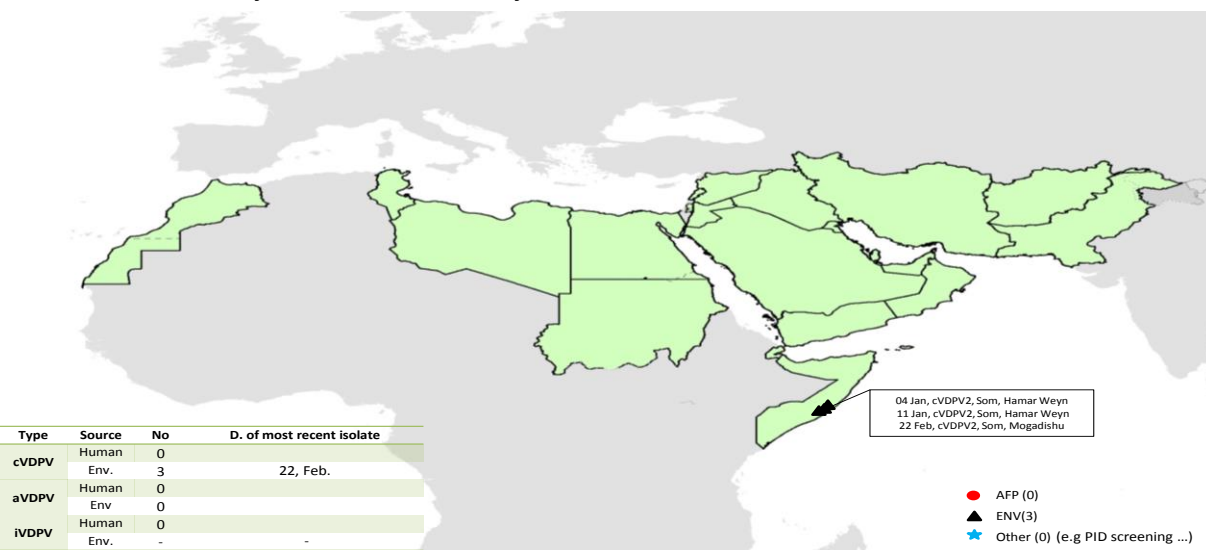 04 Jan, cVDPV2, Som, Hamar Weyn
11 Jan, cVDPV2, Som, Hamar Weyn
22 Feb, cVDPV2, Som, Mogadishu
Type Source No D. of most recent isolate
cVDPV Human 0
Env. 3 22, Feb.
aVDPV Human 0
Env 0
iVDPV Human 0
Env. - -
AFP (0)
ENV(3)
Other (0) (e.g PID screening ...)